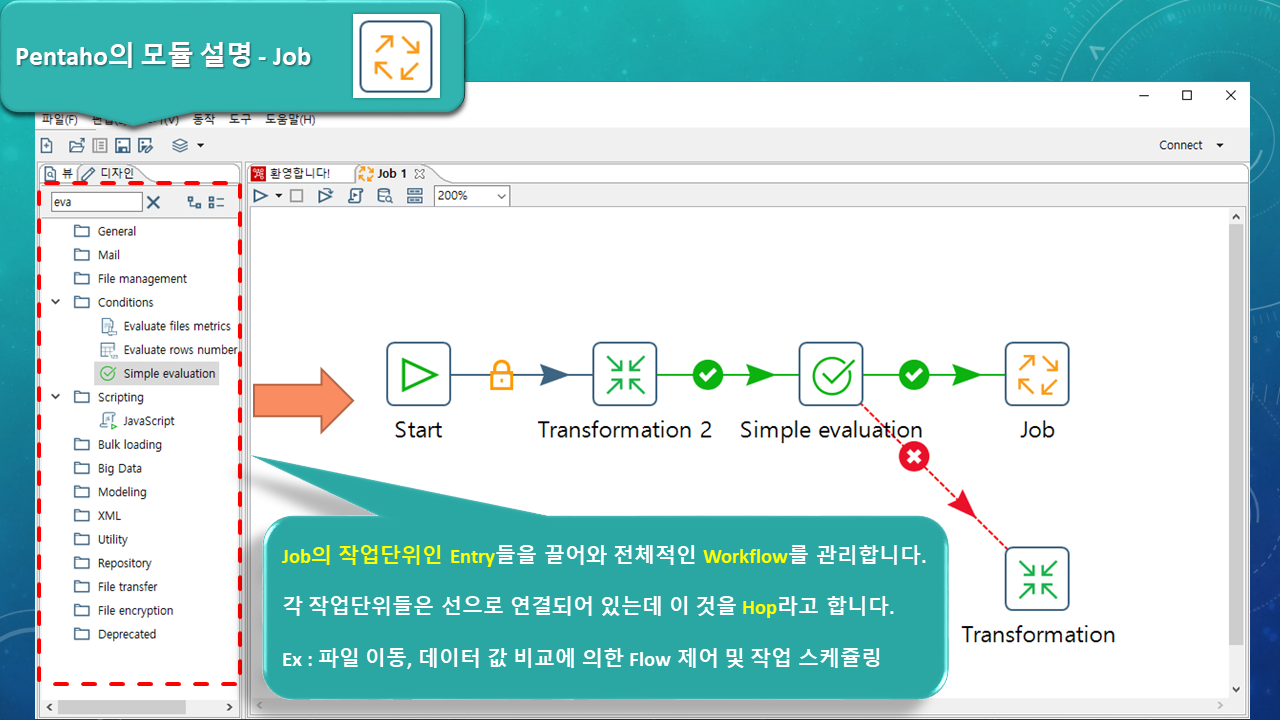 Pentaho의 모듈 설명 - Job
파일(F) 동작 도구 도움말(H)
Connect
뷰 디자인 환영합니다! Job 1
eva 200%
General
Mail
File management
Conditions
Evaluate files metrics
Evaluate rows number
Simple evaluation
Scripting
JavaScript
Bulk loading
Big Data
Modeling
XML
Utility
Repository
File transfer
File encryption
Deprecated
Start Transformation 2 Simple evaluation Job
Transformation
Job의 작업단위인 Entry들을 끌어와 전체적인 Workflow를 관리합니다.
각 작업단위들은 선으로 연결되어 있는데 이 것을 Hop라고 합니다.
Ex : 파일 이동, 데이터 값 비교에 의한 Flow 제어 및 작업 스케쥴링